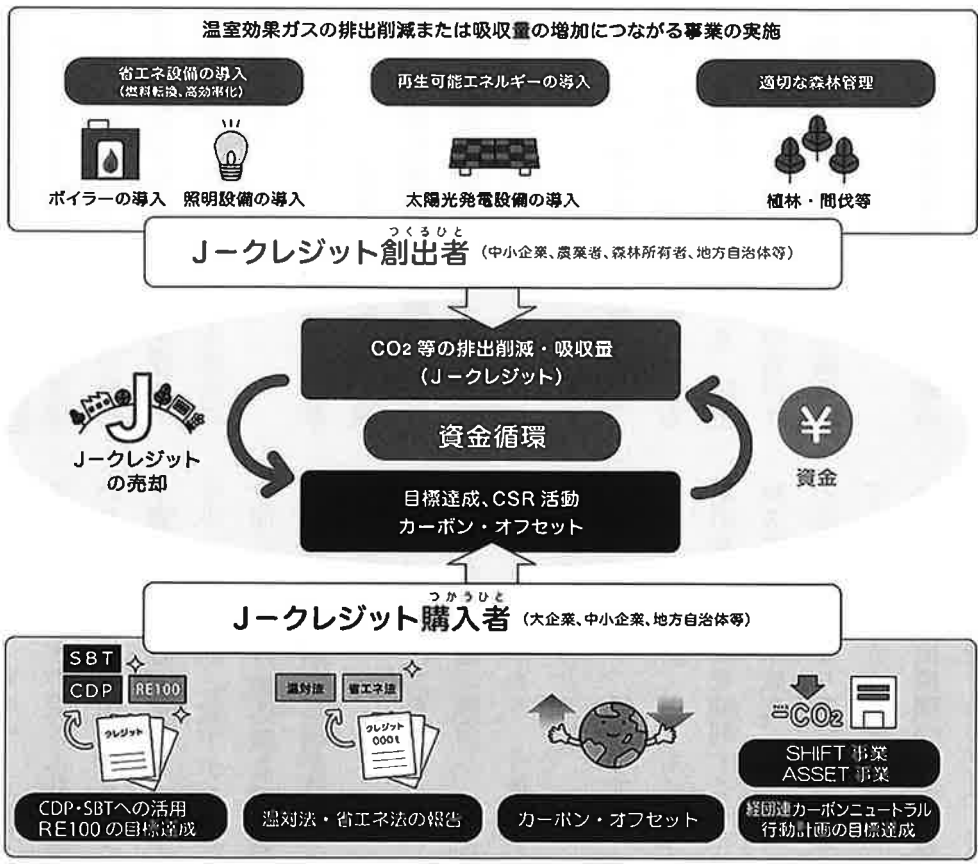 温室効果ガスの排出削減または吸収量の増加につながる事業の実施
省エネ設備の導入
(燃料転換、高効率化)
再生可能エネルギーの導入
適切な森林管理
ボイラーの導入
照明設備の導入
太陽光発電設備の導入
植林・間伐等
つくるひと
J－クレジット創出者 (中小企業、農業者、森林所有者、地方自治体等)
CO2 等の排出削減・吸収量
(J－クレジット)
J
J－クレジット
の売却
資金循環
¥
資金
目標達成、CSR 活動
カーボン・オフセット
つかうひと
J－クレジット購入者 (大企業、中小企業、地方自治体等)
SBT
CDP
RE100
クレジット
CDP・SBTへの活用
RE100 の目標達成
温対法
省エネ法
クレジット
0001
温対法・省エネ法の報告
カーボン・オフセット
CO2
SHIFT 事業
ASSET 事業
経団連カーボンニュートラル
行動計画の目標達成